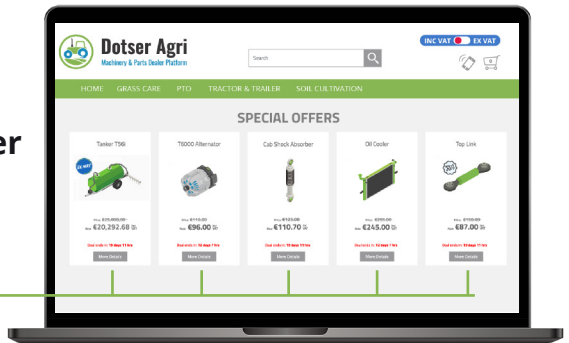 er
Dotser Agri
Machinery & Parts Dealer Platform
Search
INC VAT EX VAT
HOME GRASS CARE PTO TRACTOR & TRAILER SOIL CULTIVATION
SPECIAL OFFERS
Tanker T56i
T6000 Alternator
Cab Shock Absorber
Oil Cooler
Top Link
€20,292.68
€96.00
€110.70
€245.00
€87.00
More Details
More Details
More Details
More Details
More Details